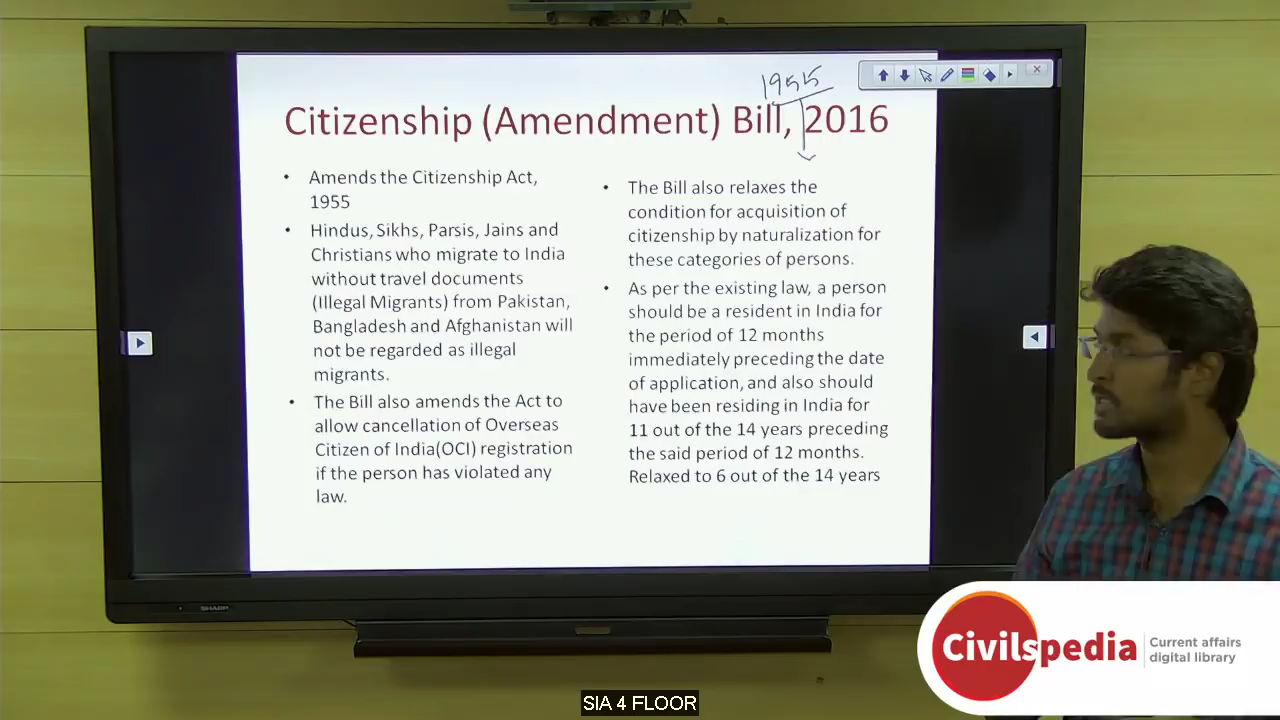 1955
Citizenship (Amendment) Bill, 2016
• Amends the Citizenship Act,
1955
• Hindus, Sikhs, Parsis, Jains and
Christians who migrate to India
without travel documents
(Illegal Migrants) from Pakistan,
Bangladesh and Afghanistan will
not be regarded as illegal
migrants.
• The Bill also amends the Act to
allow cancellation of Overseas
Citizen of India(OCI) registration
if the person has violated any
law.
• The Bill also relaxes the
condition for acquisition of
citizenship by naturalization for
these categories of persons.
• As per the existing law, a person
should be a resident in India for
the period of 12 months
immediately preceding the date
of application, and also should
have been residing in India for
11 out of the 14 years preceding
the said period of 12 months.
Relaxed to 6 out of the 14 years
SHARP
Civilspedia
Current affairs
digital library
SIA 4 FLOOR